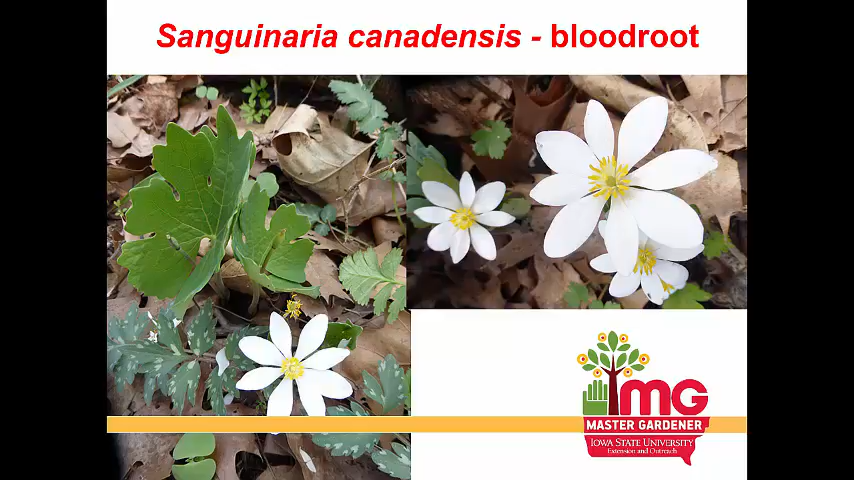 Sanguinaria canadensis - bloodroot
MG
MASTER GARDENER
IOWA STATE UNIVERSITY
Extension and Outreach